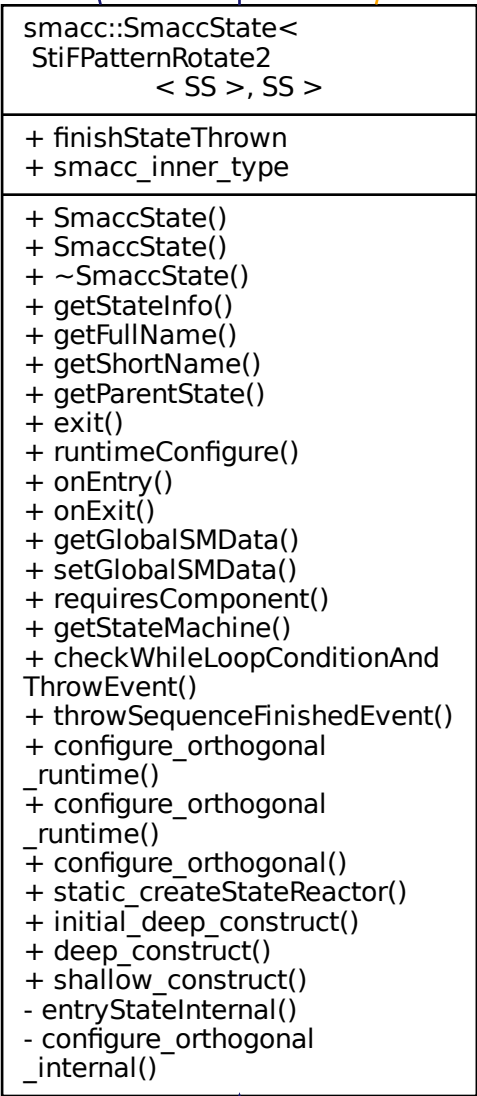 smacc::SmaccState<
StiFPatternRotate2
< SS >, SS >
+ finishStateThrown
+ smacc_inner_type
+ SmaccState()
+ SmaccState()
+ ~SmaccState()
+ getStateInfo()
+ getFullName()
+ getShortName()
+ getParentState()
+ exit()
+ runtimeConfigure()
+ onEntry()
+ onExit()
+ getGlobalSMData()
+ setGlobalSMData()
+ requiresComponent()
+ getStateMachine()
+ checkWhileLoopConditionAnd
ThrowEvent()
+ throwSequenceFinishedEvent()
+ configure_orthogonal
_runtime()
+ configure_orthogonal
_runtime()
+ configure_orthogonal()
+ static_createStateReactor()
+ initial_deep_construct()
+ deep_construct()
+ shallow_construct()
- entryStateInternal()
- configure_orthogonal
_internal()